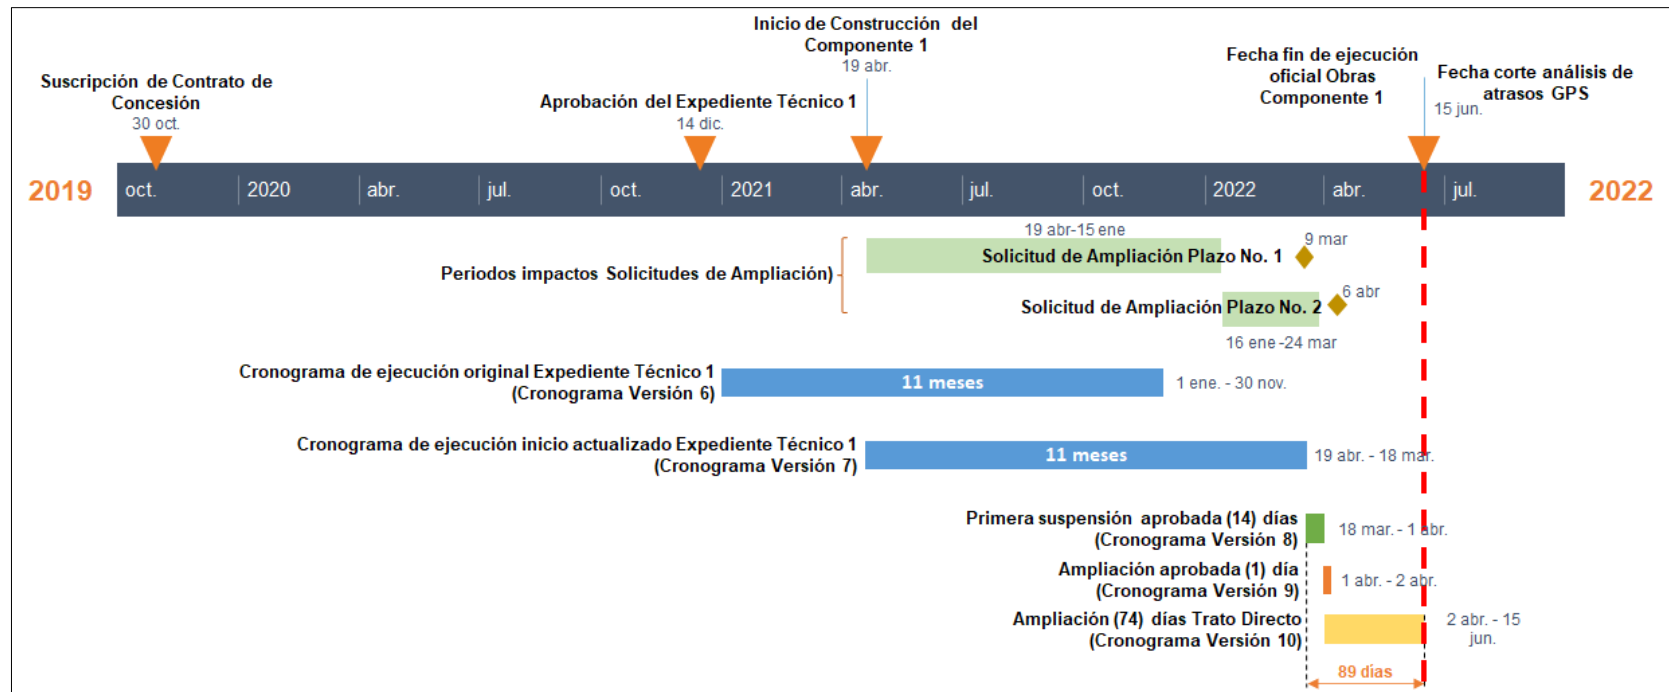 Inicio de Construcción del
Componente 1
19 abr.
Fecha fin de ejecución
oficial Obras
Componente 1
Fecha corte análisis de
atrasos GPS
15 jun.
Suscripción de Contrato de
Concesión
30 oct.
Aprobación del Expediente Técnico 1
14 dic.
2019 oct. 2020 abr. jul. oct. 2021 abr. jul. oct. 2022 abr. jul. 2022
19 abr-15 ene
9 mar
Solicitud de Ampliación Plazo No. 1
Periodos impactos Solicitudes de Ampliación)
6 abr
Solicitud de Ampliación Plazo No. 2
16 ene -24 mar
Cronograma de ejecución original Expediente Técnico 1
(Cronograma Versión 6)
11 meses
1 ene. - 30 nov.
Cronograma de ejecución inicio actualizado Expediente Técnico 1
(Cronograma Versión 7)
11 meses
19 abr. - 18 mar.
Primera suspensión aprobada (14) días
(Cronograma Versión 8)
18 mar. - 1 abr.
Ampliación aprobada (1) día
(Cronograma Versión 9)
1 abr. - 2 abr.
Ampliación (74) días Trato Directo
(Cronograma Versión 10)
2 abr. - 15
jun.
89 días